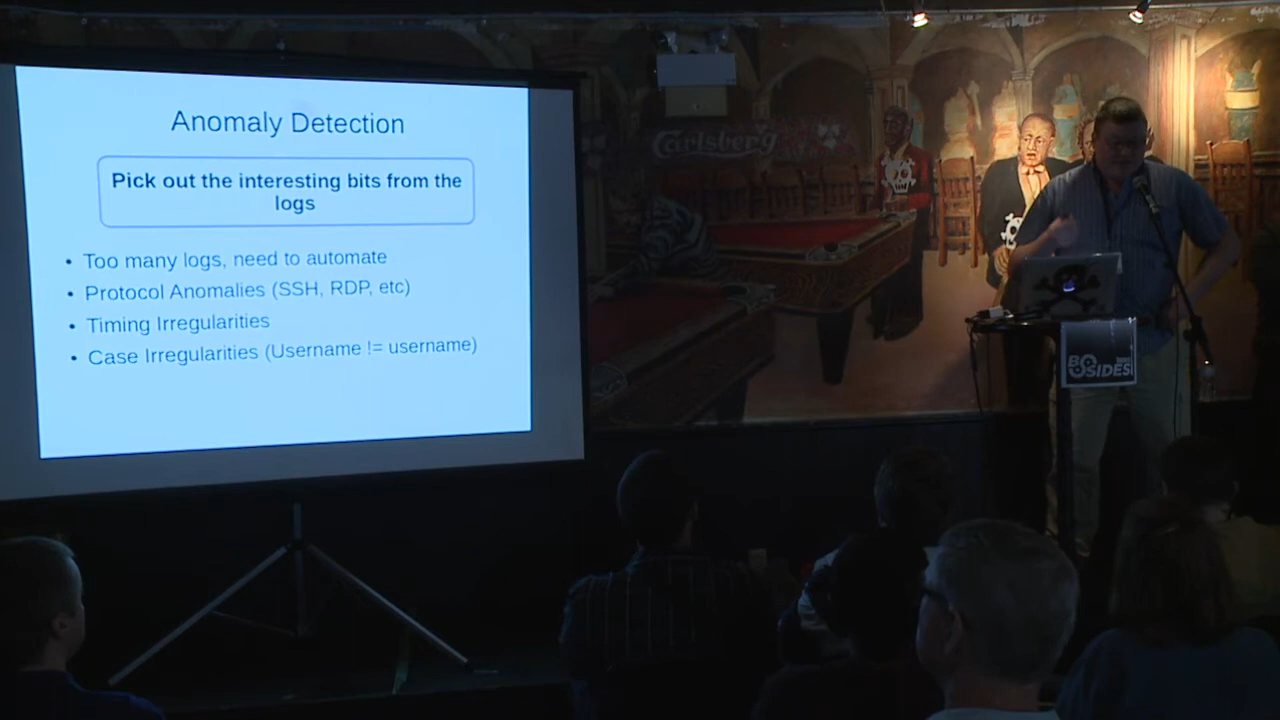 Anomaly Detection
Pick out the interesting bits from the
logs
• Too many logs, need to automate
• Protocol Anomalies (SSH, RDP, etc)
• Timing Irregularities
• Case Irregularities (Username != username)
Carlsberg
BSIDES